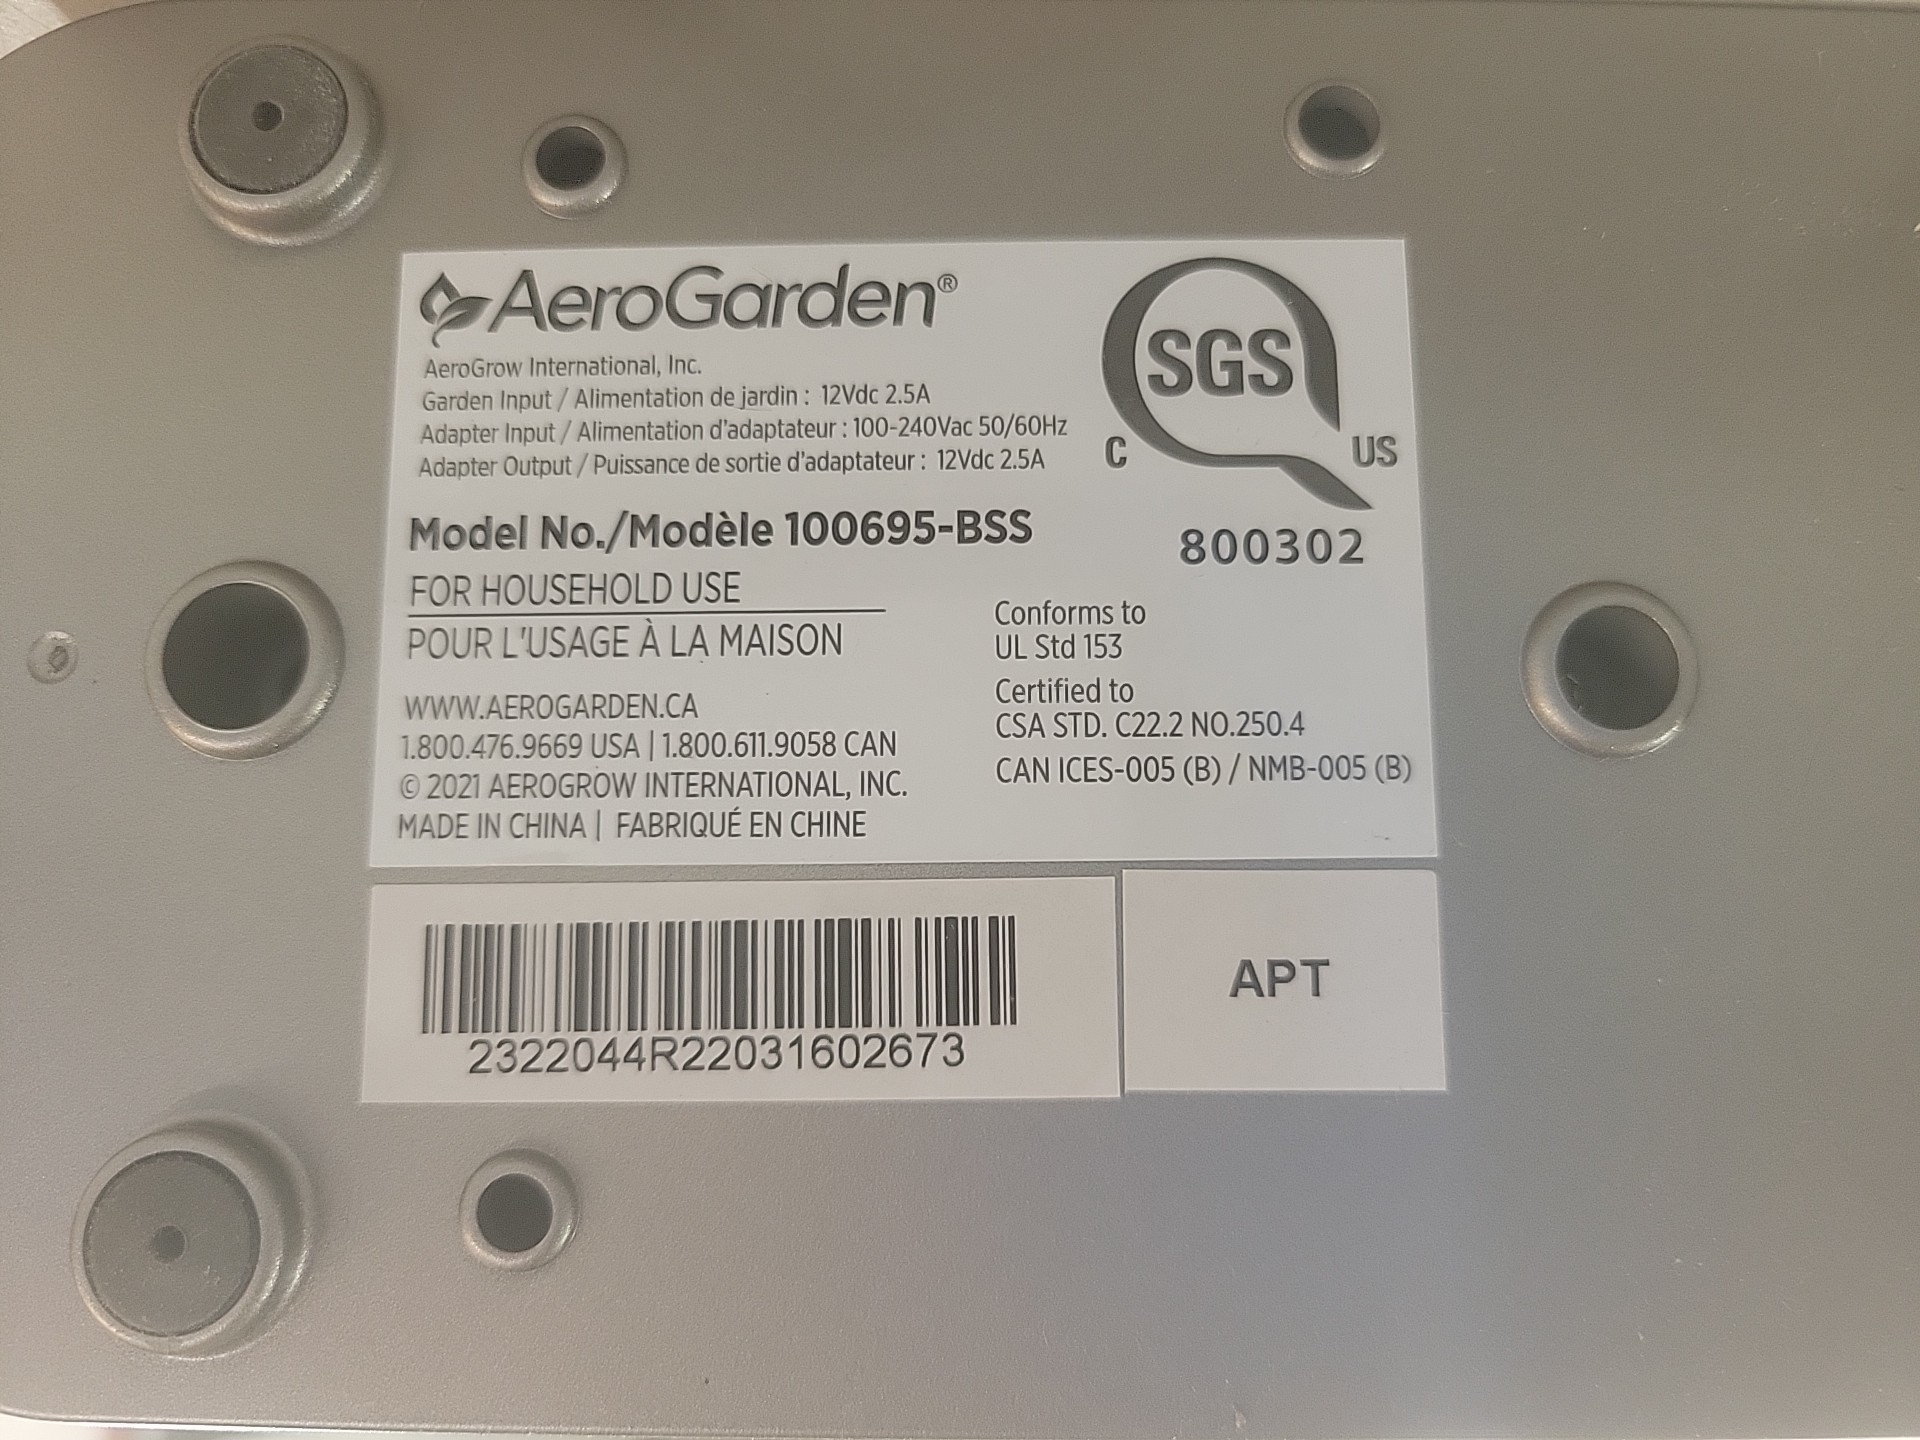 AeroGarden®
AeroGrow International, Inc.
Garden Input / Alimentation de jardin : 12Vdc 2.5A
Adapter Input / Alimentation d'adaptateur : 100-240Vac 50/60Hz
Adapter Output / Puissance de sortie d'adaptateur : 12Vdc 2.5A
SGS
C US
800302
Model No./Modèle 100695-BSS
FOR HOUSEHOLD USE
POUR L'USAGE À LA MAISON
WWW.AEROGARDEN.CA
1.800.476.9669 USA | 1.800.611.9058 CAN
© 2021 AEROGROW INTERNATIONAL, INC.
MADE IN CHINA | FABRIQUÉ EN CHINE
Conforms to
UL Std 153
Certified to
CSA STD. C22.2 NO.250.4
CAN ICES-005 (B) / NMB-005 (B)
2322044R22031602673
APT